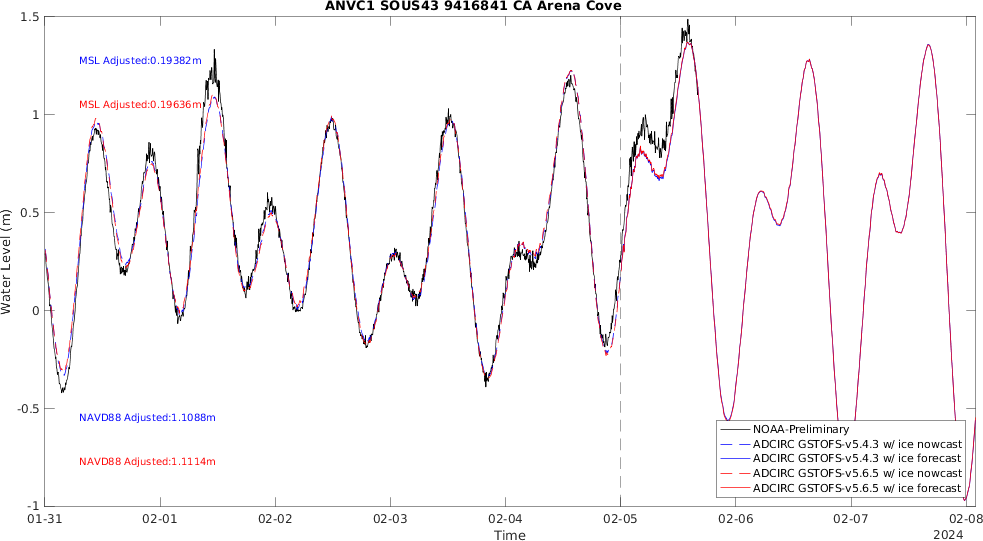 ANVC1 SOUS43 9416841 CA Arena Cove
1.5
1
0.5
0
-0.5
-1
Water Level (m)
MSL Adjusted:0.19382m
MSL Adjusted:0.19636m
NAVD88 Adjusted:1.1088m
NAVD88 Adjusted:1.1114m
NOAA-Preliminary
ADCIRC GSTOFS-v5.4.3 w/ ice nowcast
ADCIRC GSTOFS-v5.4.3 w/ ice forecast
ADCIRC GSTOFS-v5.6.5 w/ ice nowcast
ADCIRC GSTOFS-v5.6.5 w/ ice forecast
01-31 02-01 02-02 02-03 02-04 02-05 02-06 02-07 02-08
Time
2024